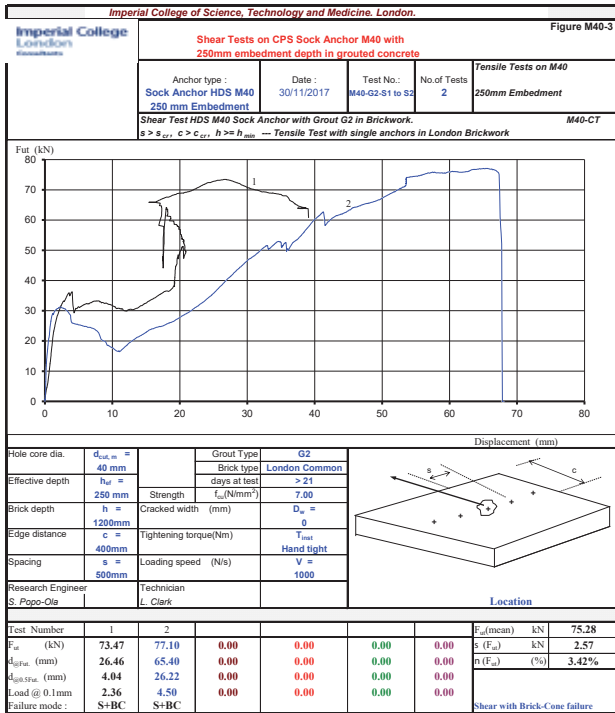 Imperial College of Science, Technology and Medicine. London.
Imperial College
London
Consultants
Figure M40-3
Shear Tests on CPS Sock Anchor M40 with
250mm embedment depth in grouted concrete
Anchor type :
Sock Anchor HDS M40
250 mm Embedment
Date :
30/11/2017
Test No.:
M40-G2-S1 to S2
No.of Tests
2
Tensile Tests on M40
250mm Embedment
Shear Test HDS M40 Sock Anchor with Grout G2 in Brickwork. M40-CT
s > s cr, c > c cr, h >= h min --- Tensile Test with single anchors in London Brickwork
Fut (kN)
80
70
60
50
40
30
20
10
0
1
2
0 10 20 30 40 50 60 70 80
Displacement (mm)
Hole core dia. dcut, m = Grout Type G2
40 mm Brick type London Common
Effective depth hef = days at test > 21
250 mm Strength fcu(N/mm²) 7.00
Brick depth h = Cracked width (mm) Dw =
1200mm 0
Edge distance c = Tightening torque(Nm) Tinst
400mm Hand tight
Spacing s = Loading speed (N/s) V =
500mm 1000
s
c
Research Engineer Technician
S. Popo-Ola L. Clark
Location
Test Number 1 2
Fut (kN) 73.47 77.10 0.00 0.00 0.00 0.00
d@Fut. (mm) 26.46 65.40 0.00 0.00 0.00 0.00
d@0.5Fut. (mm) 4.04 26.22 0.00 0.00 0.00 0.00
Load @ 0.1mm 2.36 4.50 0.00 0.00 0.00 0.00
Failure mode : S+BC S+BC
Fut(mean) kN 75.28
s (Fut) kN 2.57
n (Fut) (%) 3.42%
Shear with Brick-Cone failure